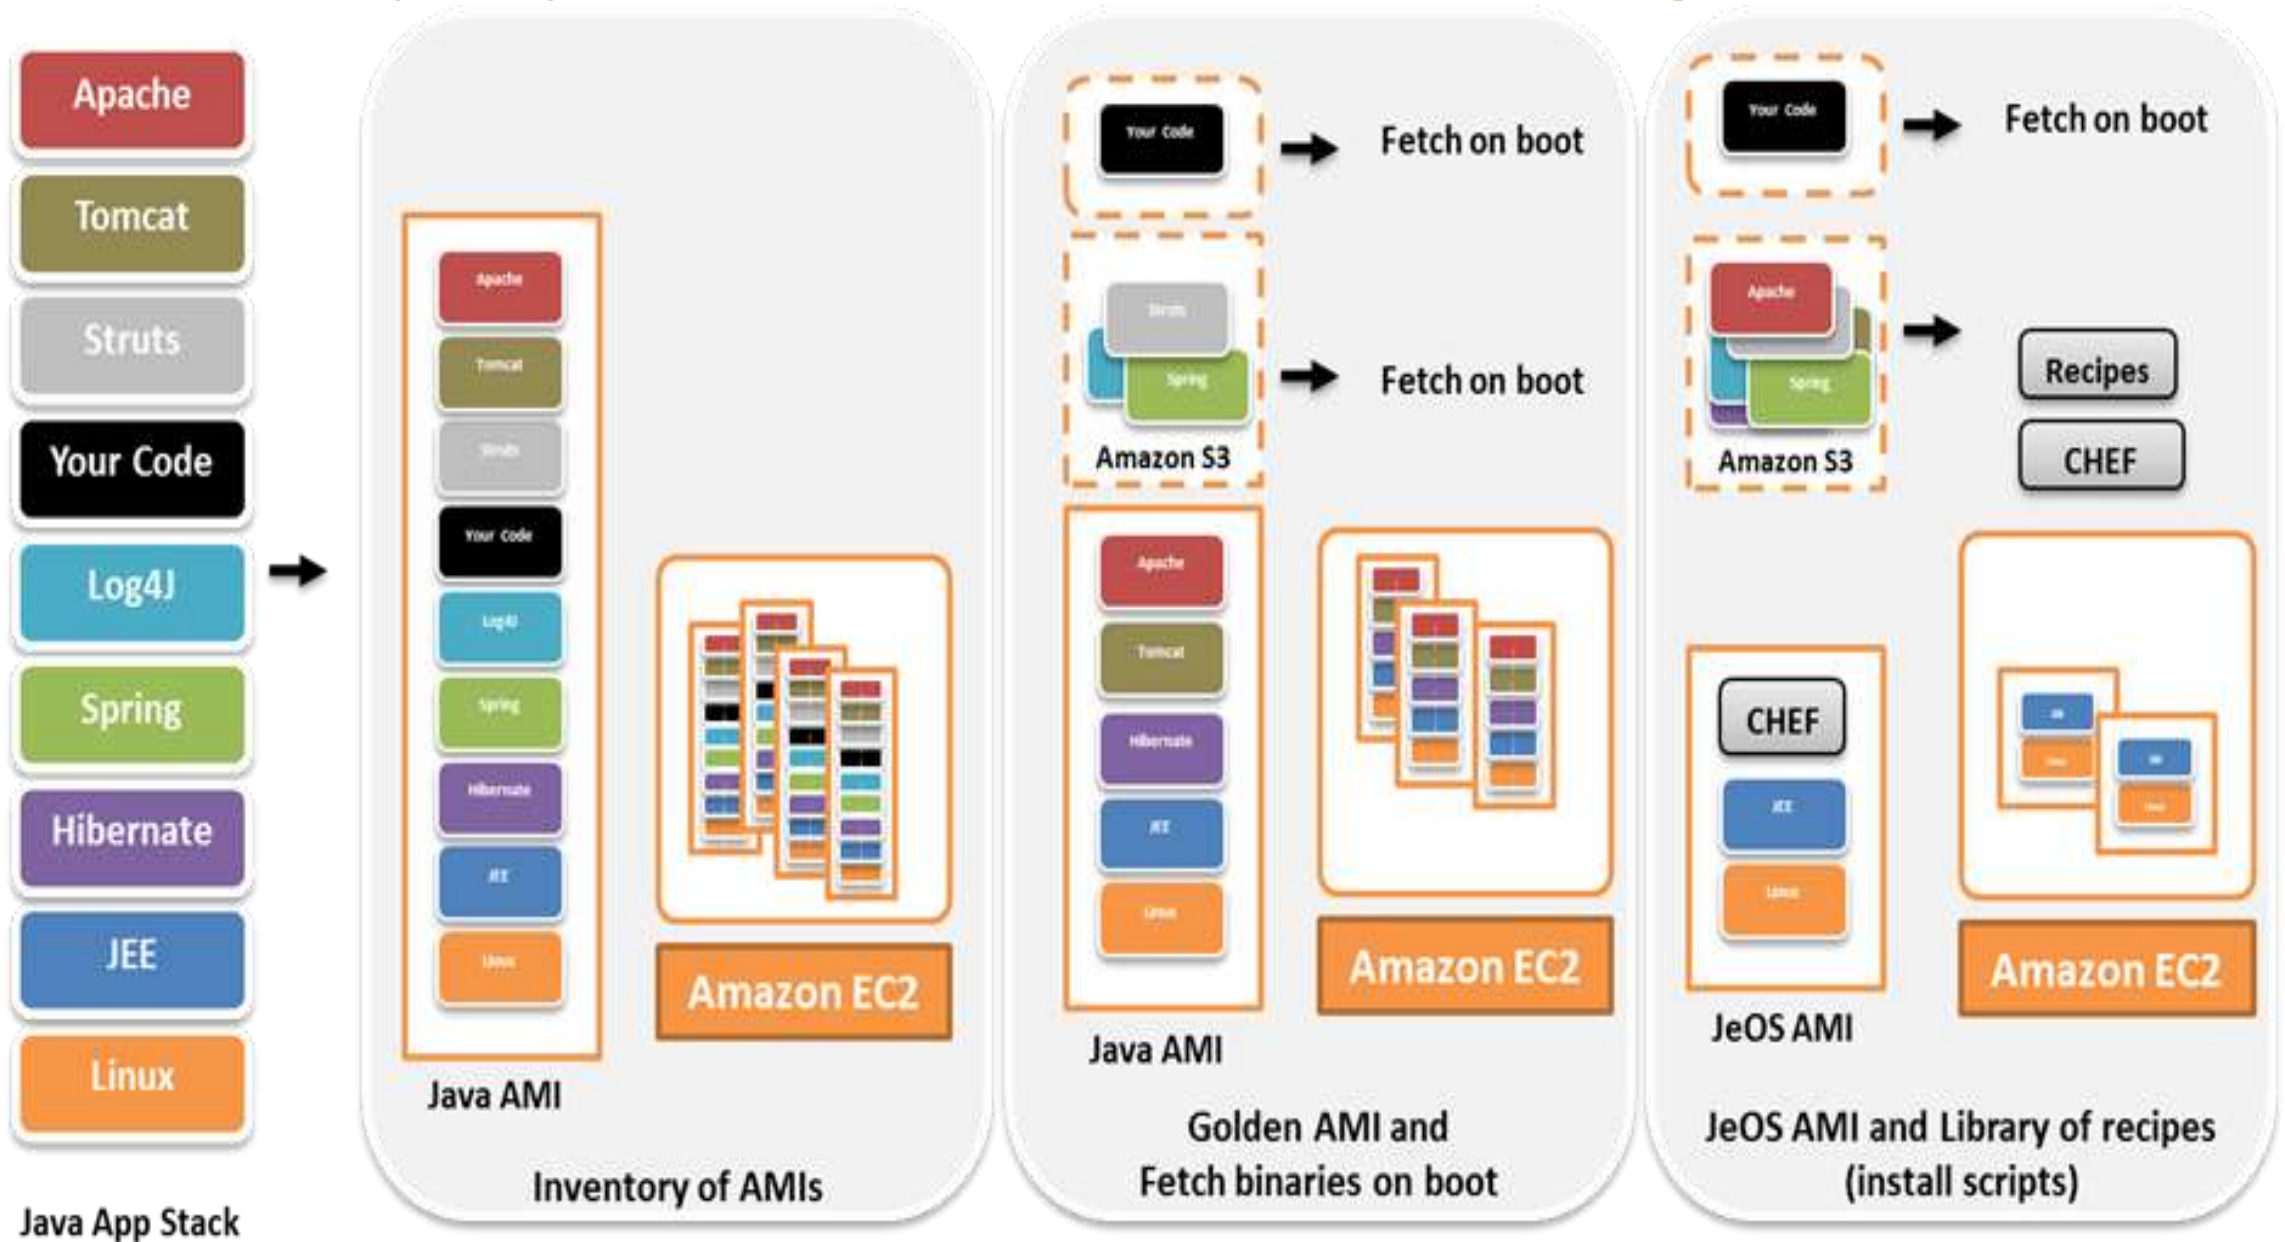 Apache
Tomcat
Struts
Your Code
Log4J
Spring
Hibernate
JEE
Linux
Java App Stack
Apache
Tomcat
Struts
Your Code
Log4J
Spring
Hibernate
JEE
Linux
Java AMI
Amazon EC2
Inventory of AMIs
Your Code
Fetch on boot
Struts
Spring
Fetch on boot
Amazon S3
Apache
Tomcat
Hibernate
JEE
Linux
Java AMI
Amazon EC2
Golden AMI and
Fetch binaries on boot
Your Code
Fetch on boot
Apache
Spring
Amazon S3
Recipes
CHEF
CHEF
JEE
Linux
JeOS AMI
Amazon EC2
JeOS AMI and Library of recipes
(install scripts)